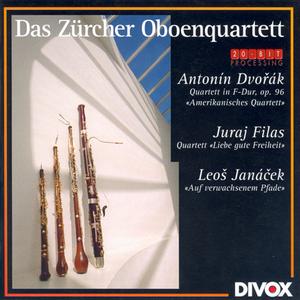 Das Zürcher Oboenquartett
20-BIT
PROCESSING
Antonín Dvořák
Quartett in F-Dur, op. 96
«Amerikanisches Quartett»
Juraj Filas
Quartett «Liebe gute Freiheit»
Leoš Janáček
«Auf verwachsenem Pfade»
DIVOX